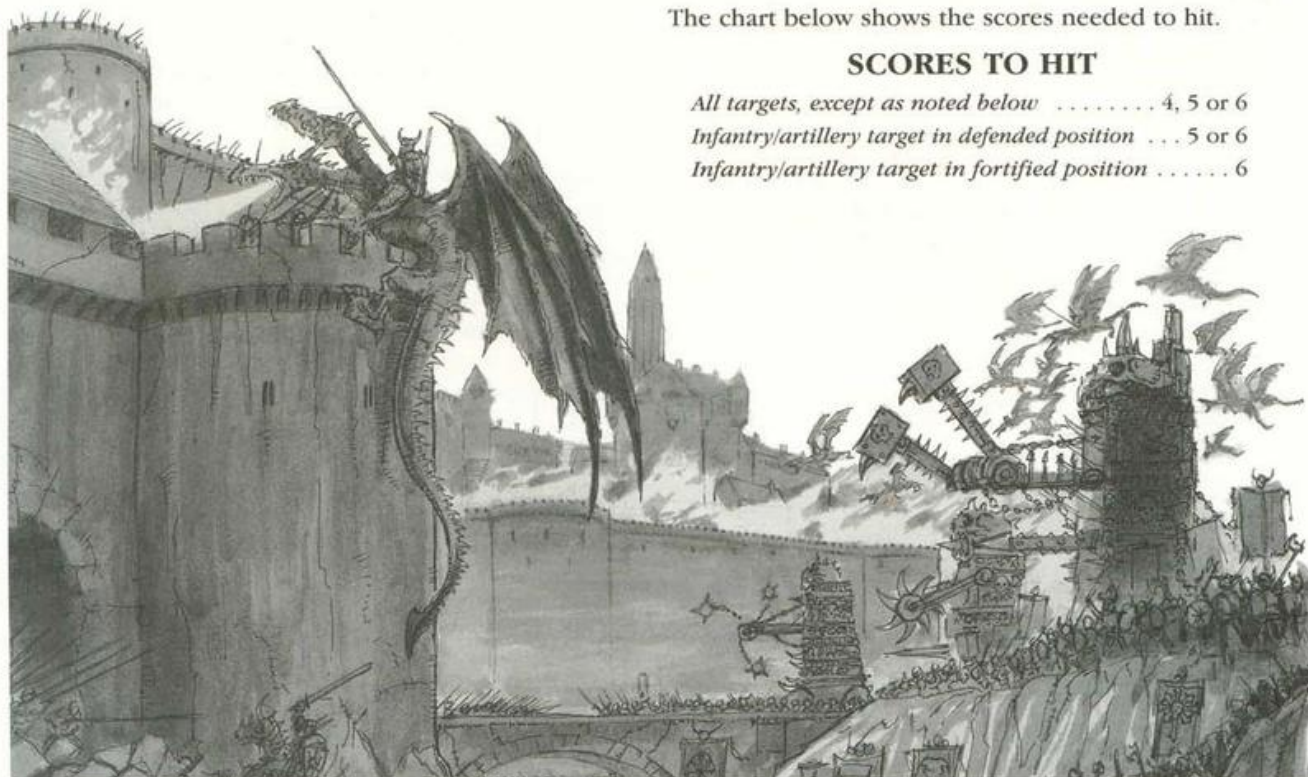 The chart below shows the scores needed to hit.
SCORES TO HIT
All targets, except as noted below ........ 4, 5 or 6
Infantry/artillery target in defended position ... 5 or 6
Infantry/artillery target in fortified position ...... 6